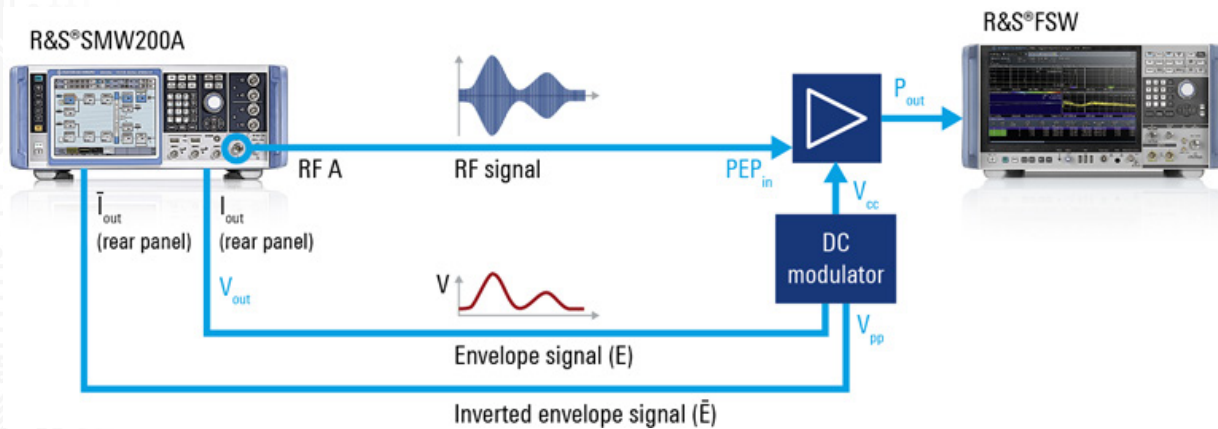 R&S®SMW200A
R&S®FSW
P_out
RF A
RF signal
PEP_in
V_cc
Ī_out
(rear panel)
I_out
(rear panel)
DC
modulator
V_out
V
V_pp
Envelope signal (E)
Inverted envelope signal (Ē)